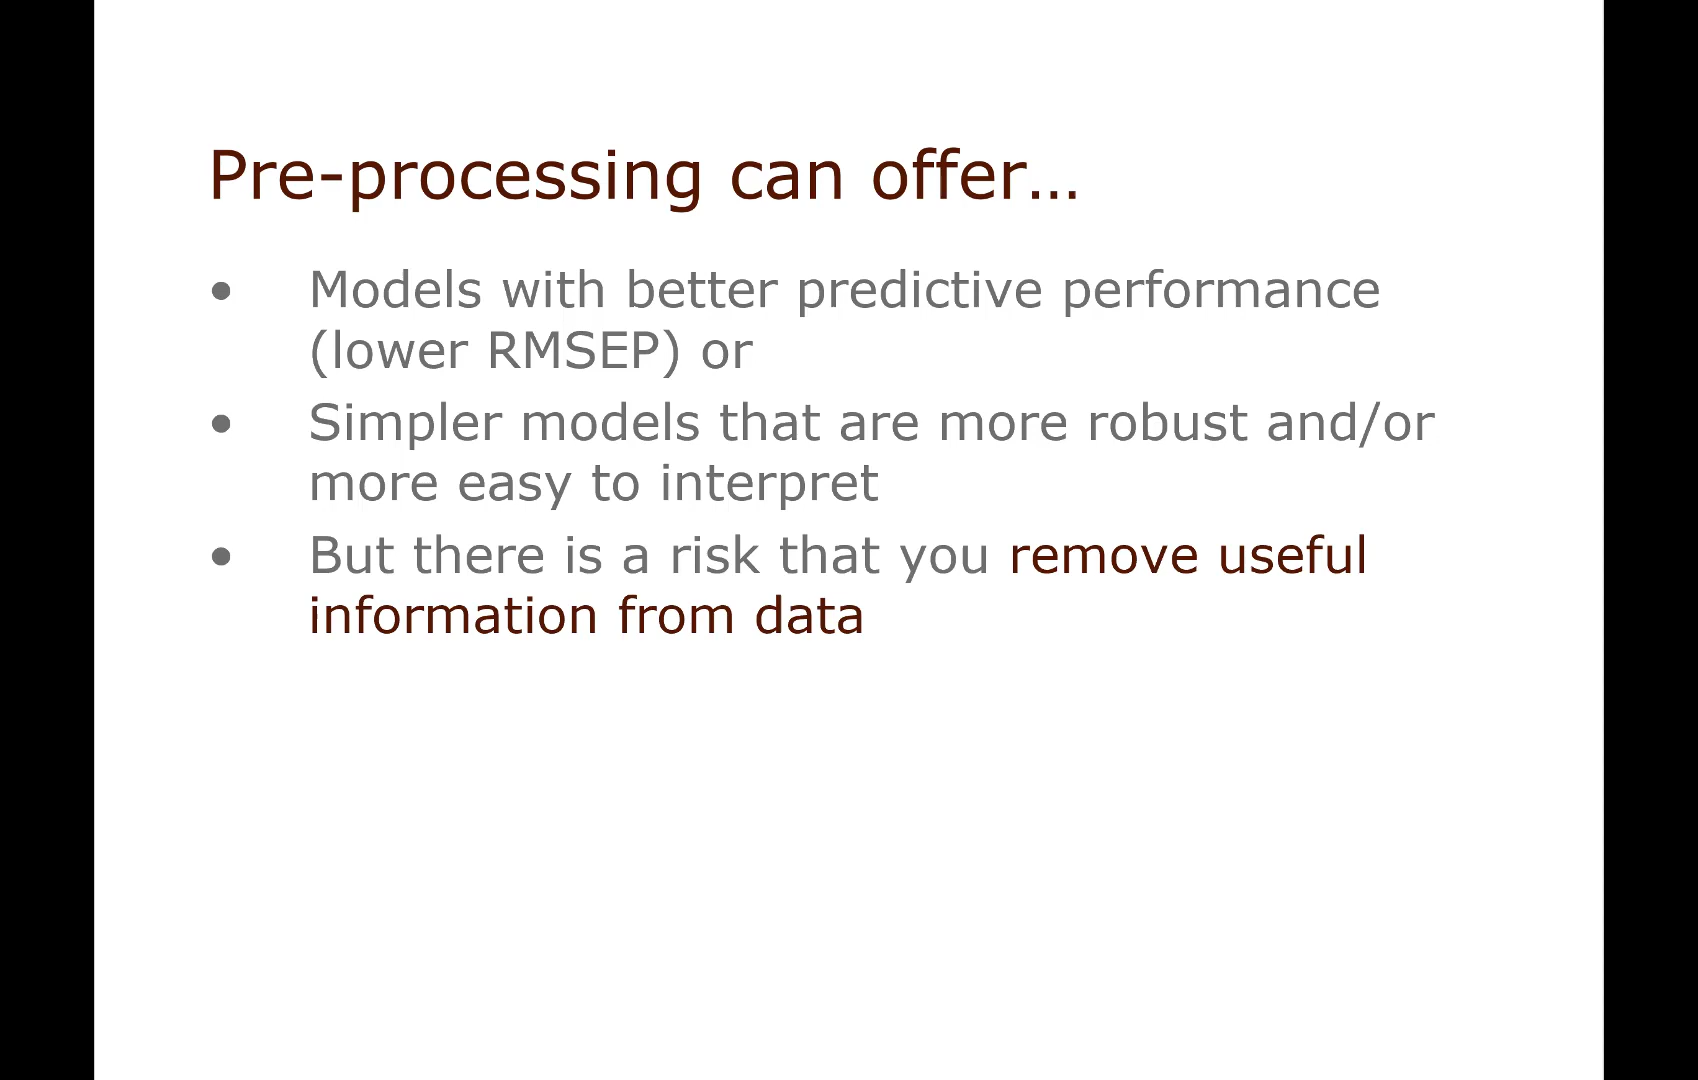 Pre-processing can offer…
• Models with better predictive performance
(lower RMSEP) or
• Simpler models that are more robust and/or
more easy to interpret
• But there is a risk that you remove useful
information from data